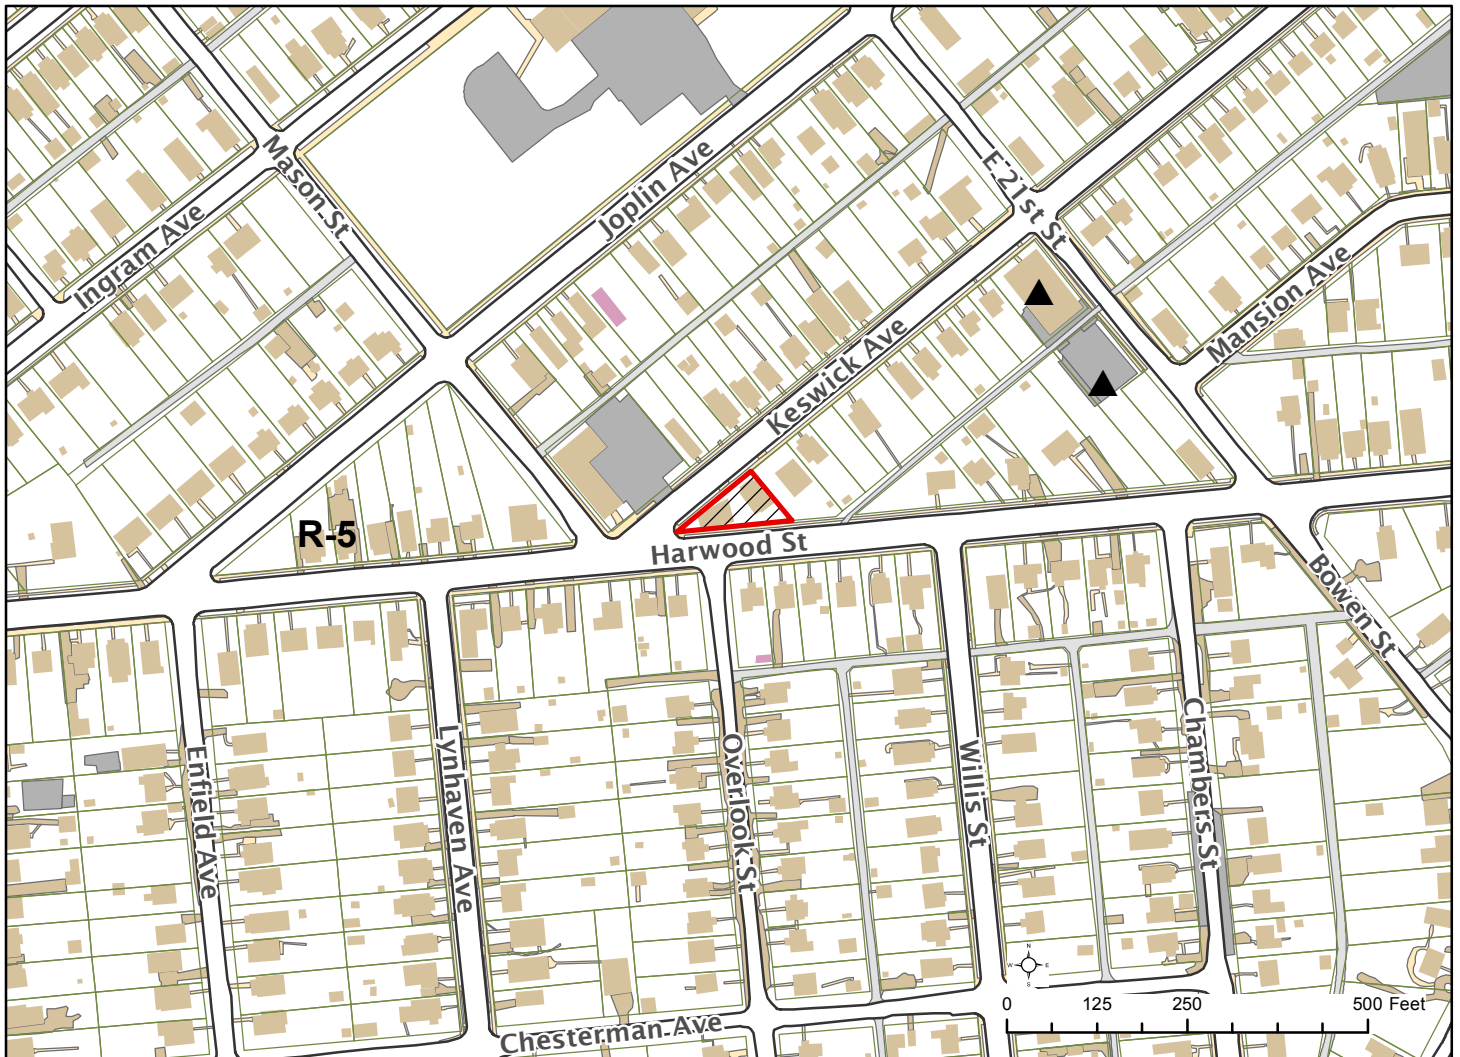 Mason St
Joplin Ave
E 21st St
Ingram Ave
Mansion Ave
Keswick Ave
R-5
Harwood St
Bowen St
Enfield Ave
Lynhaven Ave
Overlook St
Willis St
Chambers St
N
W E
S
0 125 250 500 Feet
Chesterman Ave